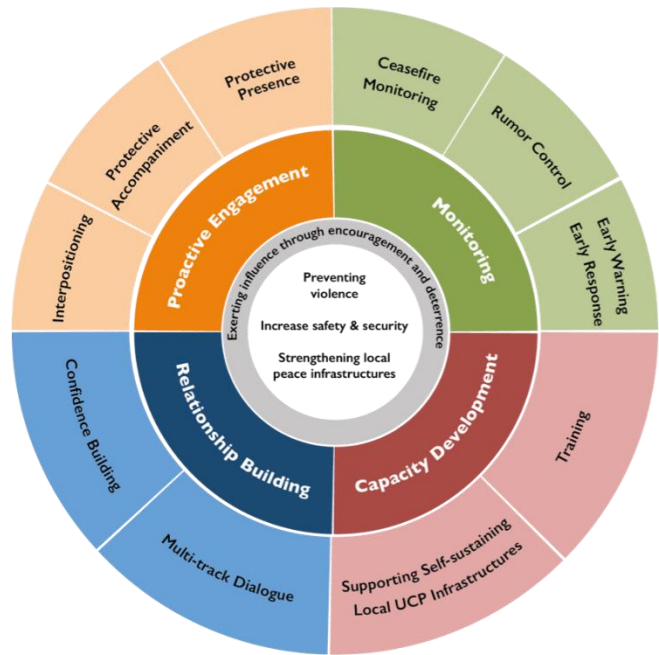 Protective
Presence
Ceasefire
Monitoring
Rumor Control
Early Warning
Early Response
Training
Supporting Self-sustaining
Local UCP Infrastructures
Multi-track Dialogue
Confidence Building
Interpositioning
Protective
Accompaniment
Proactive Engagement
Monitoring
Capacity Development
Relationship Building
Exerting influence through encouragement and deterrence
Preventing
violence
Increase safety & security
Strengthening local
peace infrastructures